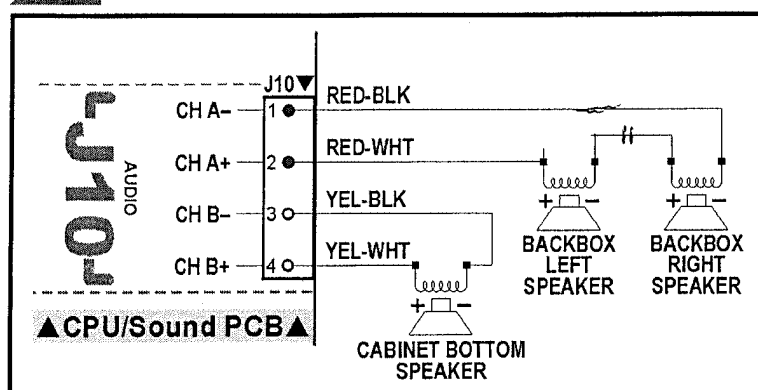 J10▼
CH A– 1 RED-BLK
CH A+ 2 RED-WHT
CH B– 3 YEL-BLK
CH B+ 4 YEL-WHT
J10
AUDIO
+ –
BACKBOX
LEFT
SPEAKER
+ –
BACKBOX
RIGHT
SPEAKER
+ –
CABINET BOTTOM
SPEAKER
▲CPU/Sound PCB▲